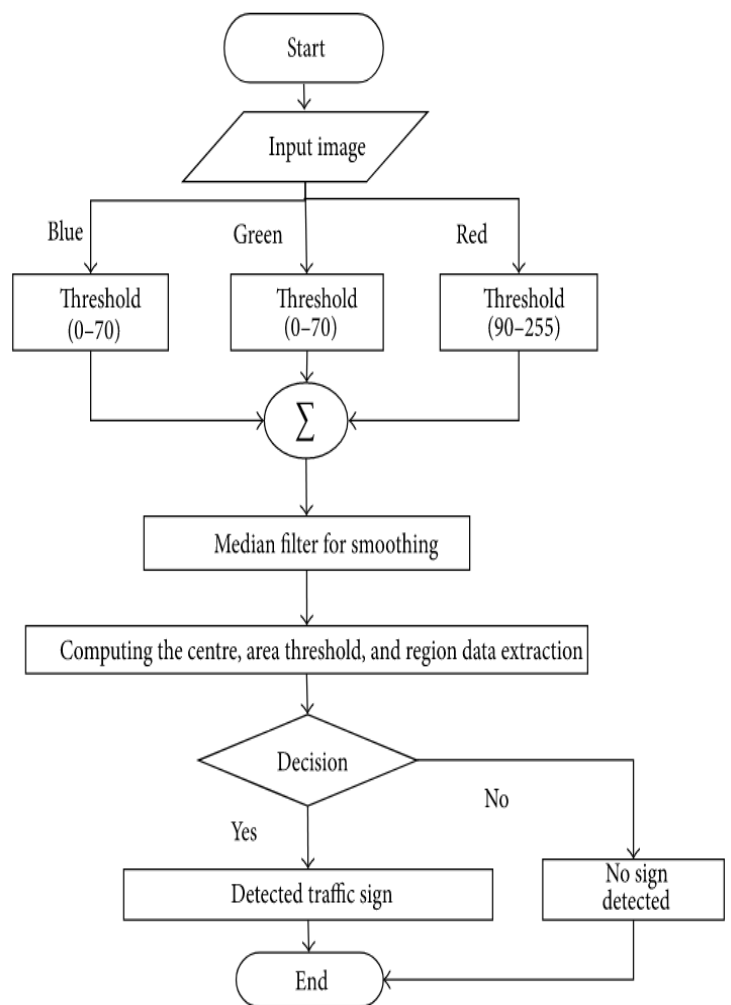 Start
Input image
Blue
Green
Red
Threshold
(0–70)
Threshold
(0–70)
Threshold
(90–255)
∑
Median filter for smoothing
Computing the centre, area threshold, and region data extraction
Decision
No
Yes
Detected traffic sign
No sign
detected
End